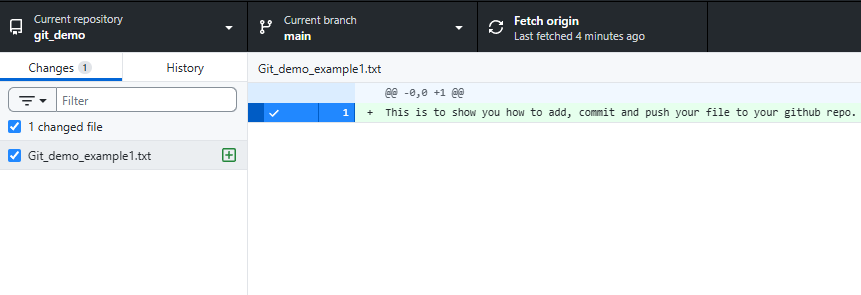 Current repository
git_demo
Current branch
main
Fetch origin
Last fetched 4 minutes ago
Changes 1
History
Filter
1 changed file
Git_demo_example1.txt
Git_demo_example1.txt
@@ -0,0 +1 @@
1 + This is to show you how to add, commit and push your file to your github repo.